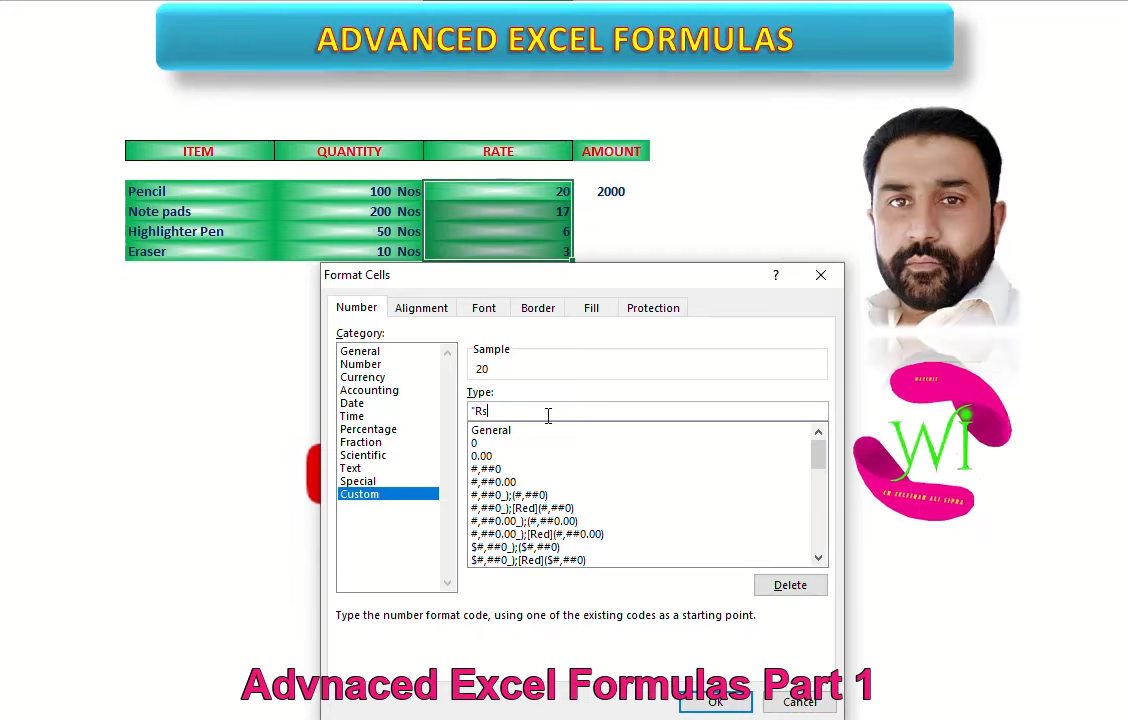 ADVANCED EXCEL FORMULAS
ITEM QUANTITY RATE AMOUNT
Pencil 100 Nos 20 2000
Note pads 200 Nos 17
Highlighter Pen 50 Nos 6
Eraser 10 Nos 3
Format Cells ?
Number Alignment Font Border Fill Protection
Category:
General
Number
Currency
Accounting
Date
Time
Percentage
Fraction
Scientific
Text
Special
Custom
Sample
20
Type:
"Rs
General
0
0.00
#,##0
#,##0.00
#,##0_);(#,##0)
#,##0_);[Red](#,##0)
#,##0.00_);(#,##0.00)
#,##0.00_);[Red](#,##0.00)
$#,##0_);($#,##0)
$#,##0_);[Red]($#,##0)
Delete
Type the number format code, using one of the existing codes as a starting point.
OK Cancel
Advnaced Excel Formulas Part 1
wi